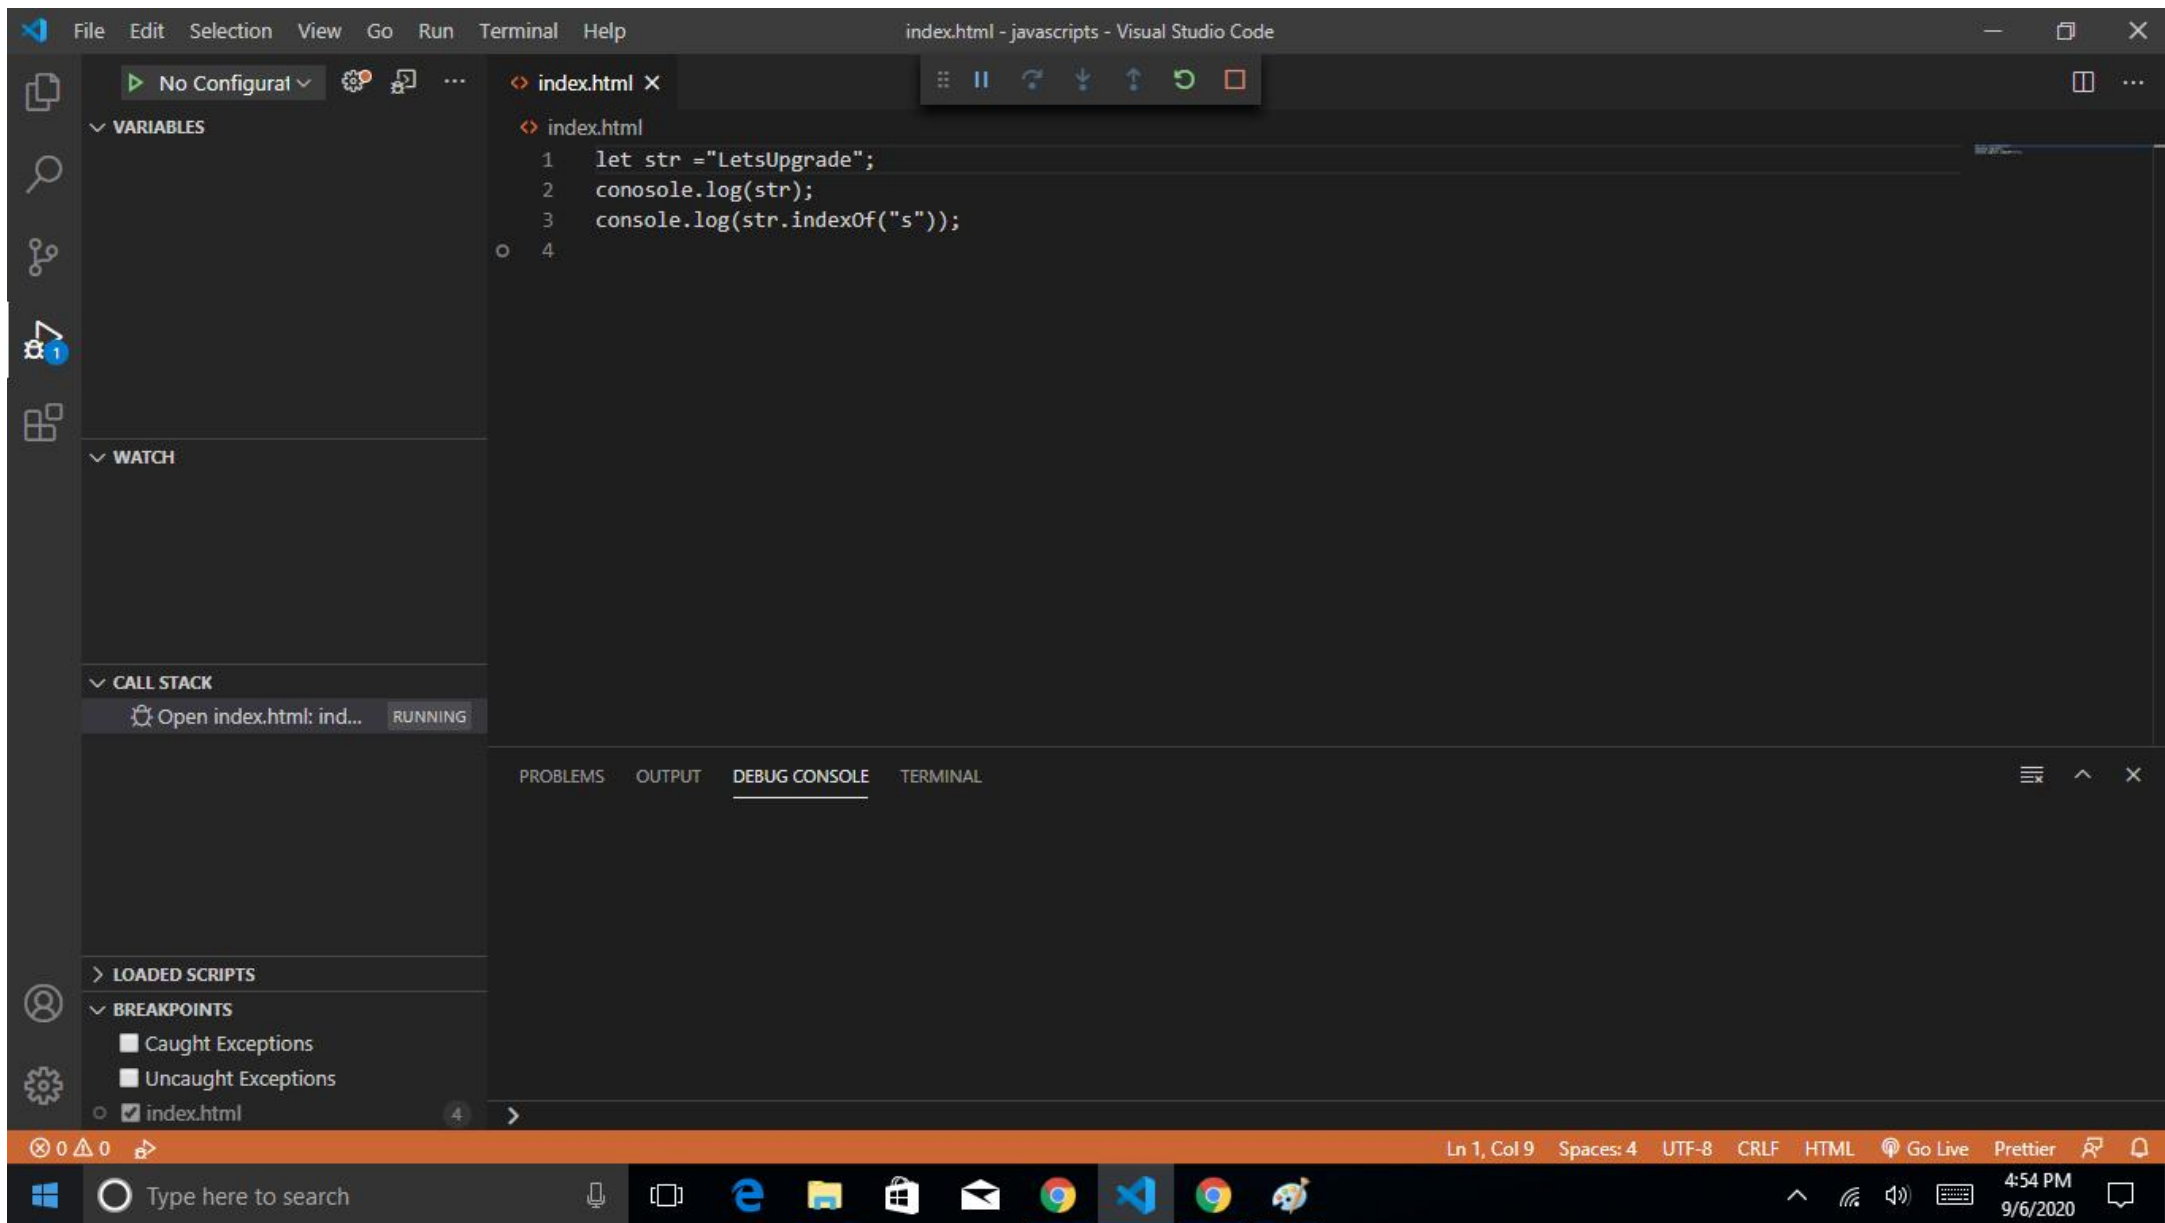 File Edit Selection View Go Run Terminal Help index.html - javascripts - Visual Studio Code
No Configurat index.html
VARIABLES
index.html
1 let str ="LetsUpgrade";
2 conosole.log(str);
3 console.log(str.indexOf("s"));
4
1
WATCH
CALL STACK
Open index.html: ind... RUNNING
PROBLEMS OUTPUT DEBUG CONSOLE TERMINAL
LOADED SCRIPTS
BREAKPOINTS
Caught Exceptions
Uncaught Exceptions
index.html 4
0 0 Ln 1, Col 9 Spaces: 4 UTF-8 CRLF HTML Go Live Prettier
Type here to search
4:54 PM
9/6/2020